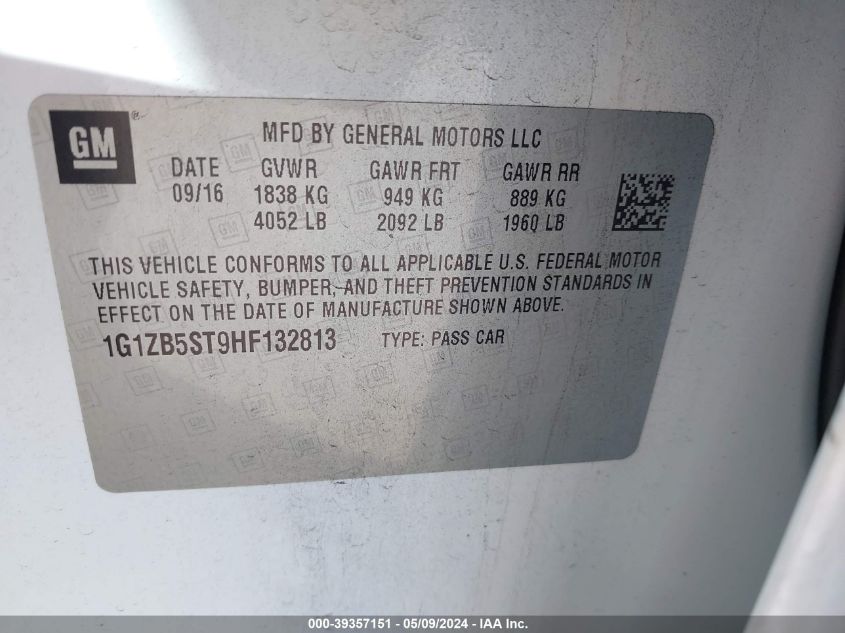 GM ®
MFD BY GENERAL MOTORS LLC
DATE GVWR GAWR FRT GAWR RR
09/16 1838 KG 949 KG 889 KG
4052 LB 2092 LB 1960 LB
THIS VEHICLE CONFORMS TO ALL APPLICABLE U.S. FEDERAL MOTOR
VEHICLE SAFETY, BUMPER, AND THEFT PREVENTION STANDARDS IN
EFFECT ON THE DATE OF MANUFACTURE SHOWN ABOVE.
1G1ZB5ST9HF132813 TYPE: PASS CAR
000-39357151 — 05/09/2024 — IAA Inc.